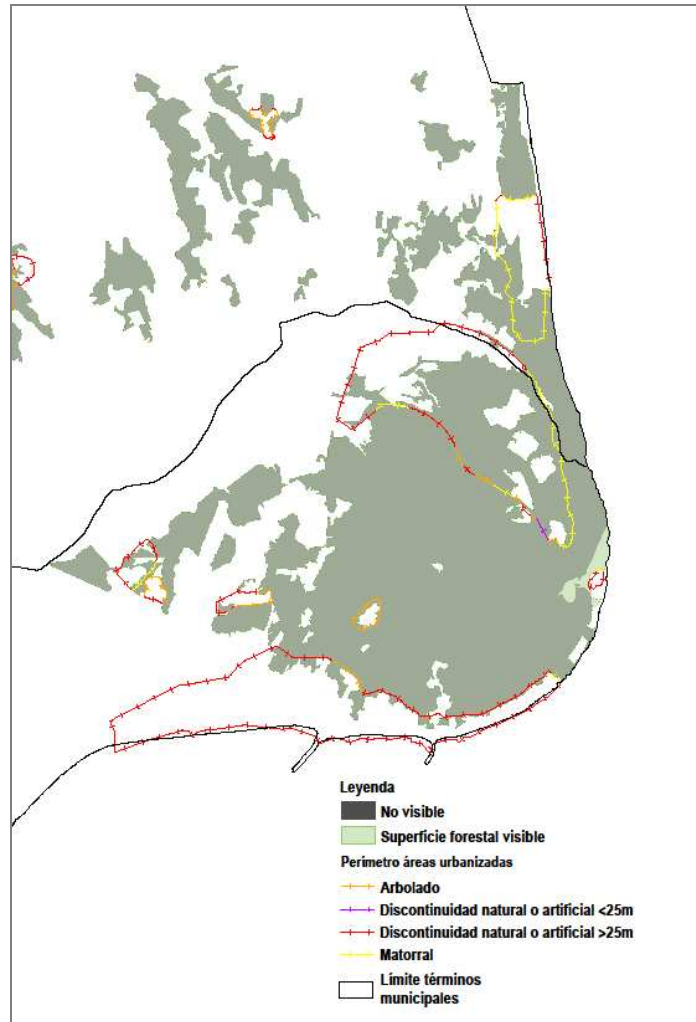 Leyenda
No visible
Superficie forestal visible
Perímetro áreas urbanizadas
Arbolado
Discontinuidad natural o artificial <25m
Discontinuidad natural o artificial >25m
Matorral
Límite términos
municipales